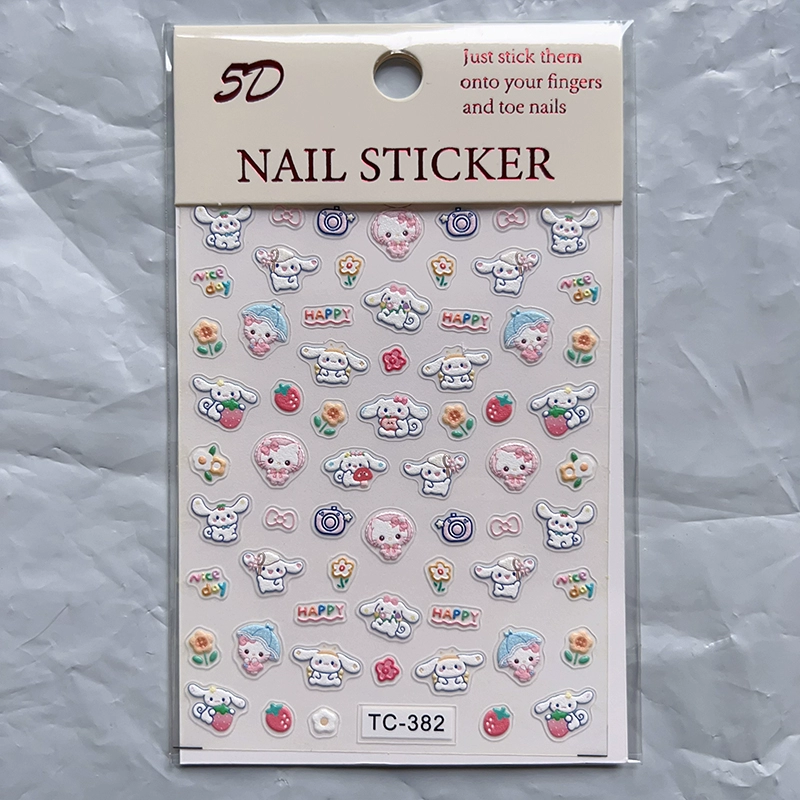 5D
Just stick them
onto your fingers
and toe nails
NAIL STICKER
nice
day
nice
day
HAPPY
HAPPY
nice
day
nice
day
HAPPY
HAPPY
TC-382